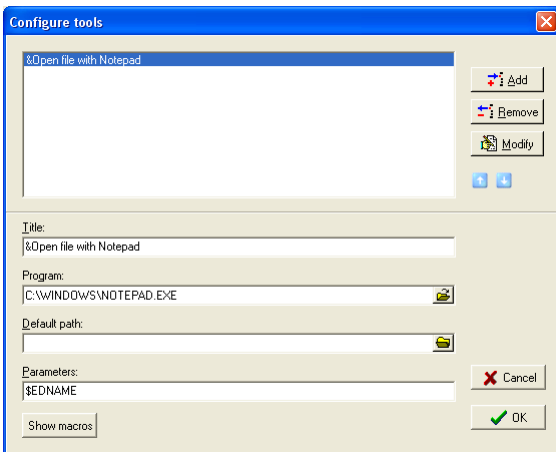 Configure tools
&Open file with Notepad
Add
Remove
Modify
Title:
&Open file with Notepad
Program:
C:\WINDOWS\NOTEPAD.EXE
Default path:
Parameters:
$EDNAME
Cancel
Show macros
OK